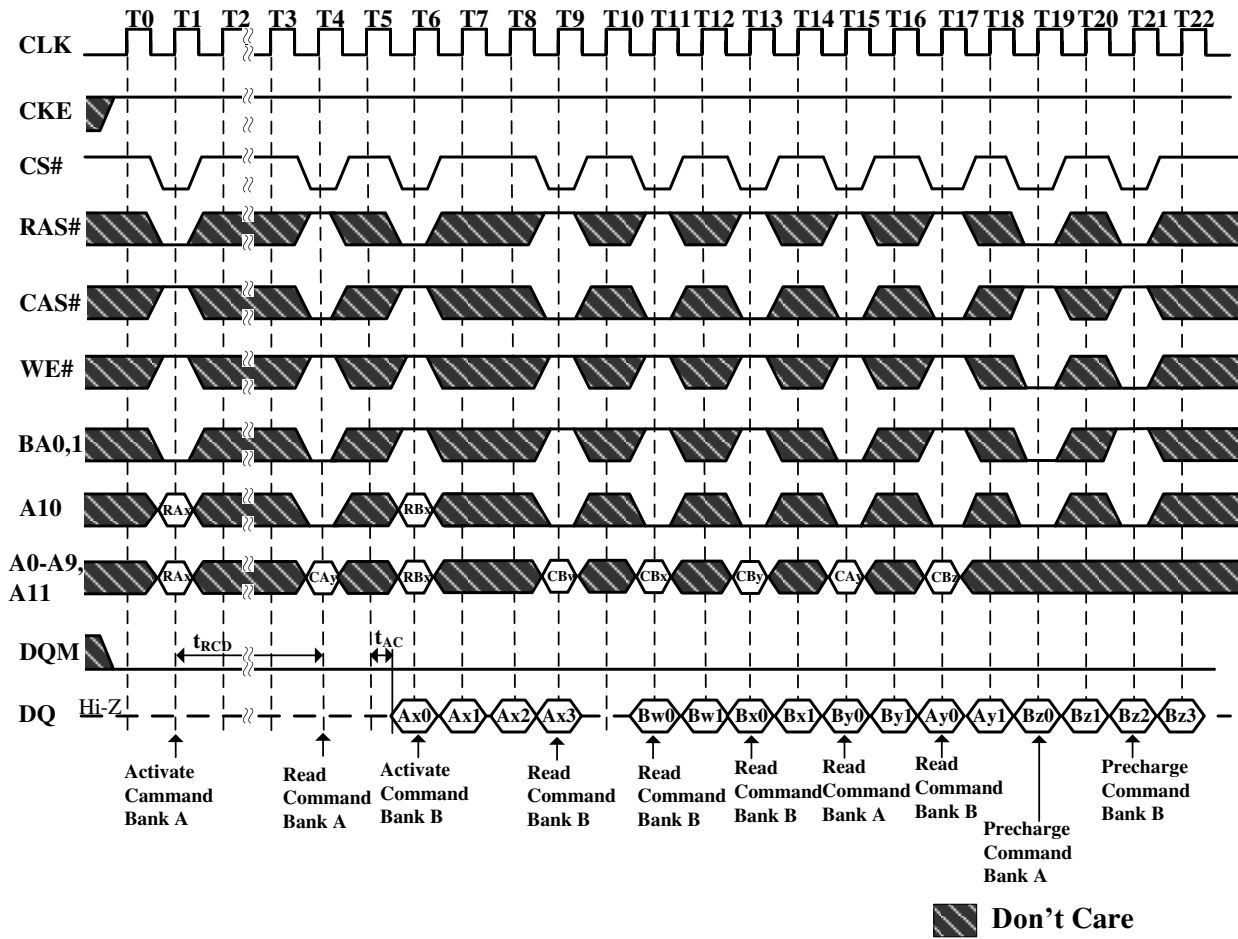 T0 T1 T2 T3 T4 T5 T6 T7 T8 T9 T10 T11 T12 T13 T14 T15 T16 T17 T18 T19 T20 T21 T22
CLK
CKE
CS#
RAS#
CAS#
WE#
BA0,1
A10 RAx RBx
A0-A9,
A11
RAx CAy RBx CBw CBx CBy CAy CBz
DQM tRCD tAC
DQ Hi-Z Ax0 Ax1 Ax2 Ax3 Bw0 Bw1 Bx0 Bx1 By0 By1 Ay0 Ay1 Bz0 Bz1 Bz2 Bz3
Activate
Cammand
Bank A
Read
Command
Bank A
Activate
Command
Bank B
Read
Command
Bank B
Read
Command
Bank B
Read
Command
Bank B
Read
Command
Bank A
Read
Command
Bank B
Precharge
Command
Bank A
Precharge
Command
Bank B
Don't Care